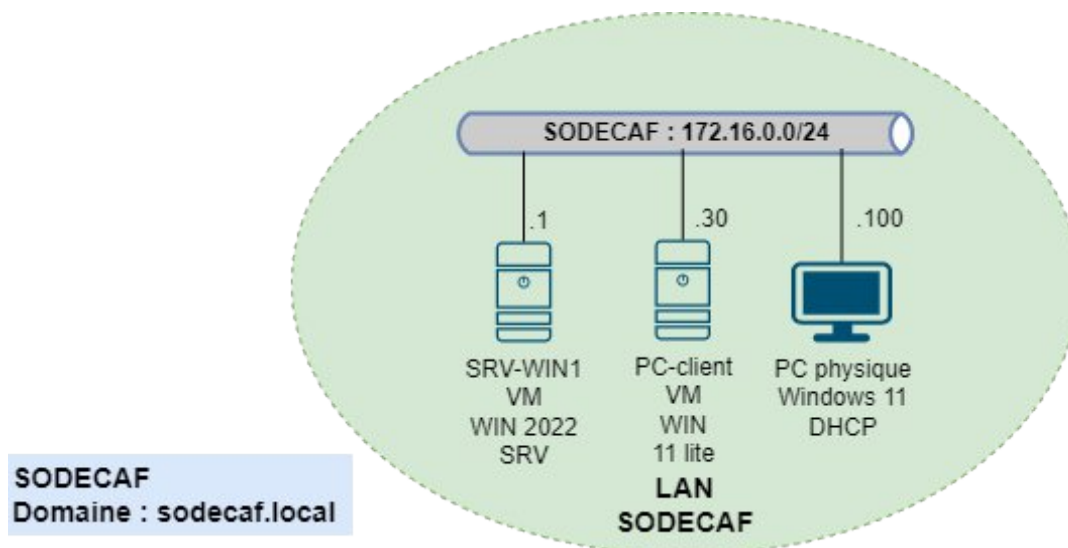 SODECAF : 172.16.0.0/24
.1
.30
.100
SRV-WIN1
VM
WIN 2022
SRV
PC-client
VM
WIN
11 lite
PC physique
Windows 11
DHCP
LAN
SODECAF
SODECAF
Domaine : sodecaf.local